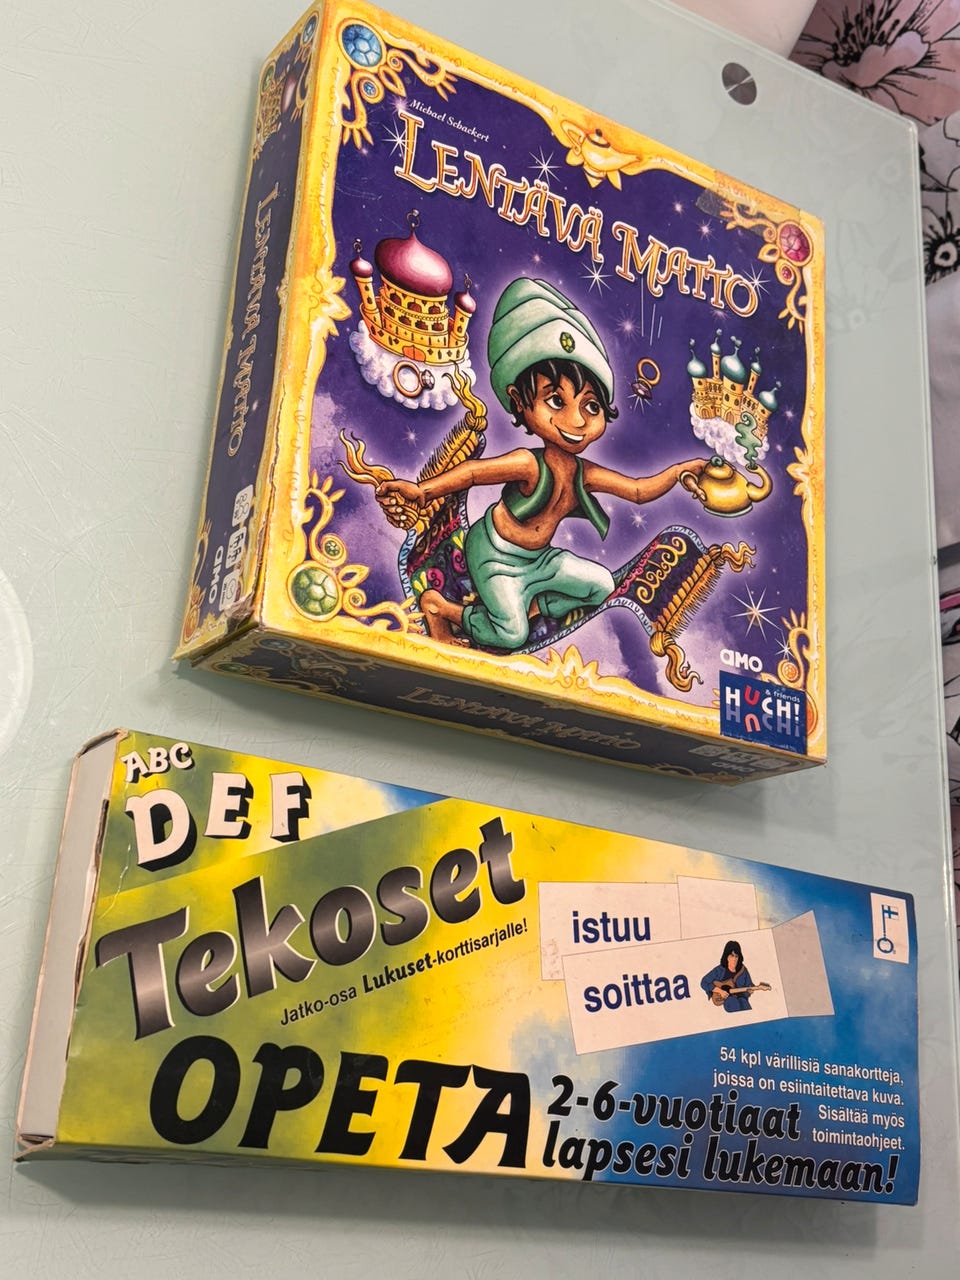 Michael Schackert
LENTÄVÄ MATTO
LENTÄVÄ MATTO
amo
amo
HUCH!
& friends
LENTÄVÄ MATTO
ABC
DEF
Tekoset
Jatko-osa Lukuset-korttisarjalle!
istuu
soittaa
OPETA
2-6-vuotiaat
lapsesi lukemaan!
54 kpl värillisiä sanakortteja,
joissa on esiintaitettava kuva.
Sisältää myös
toimintaohjeet.